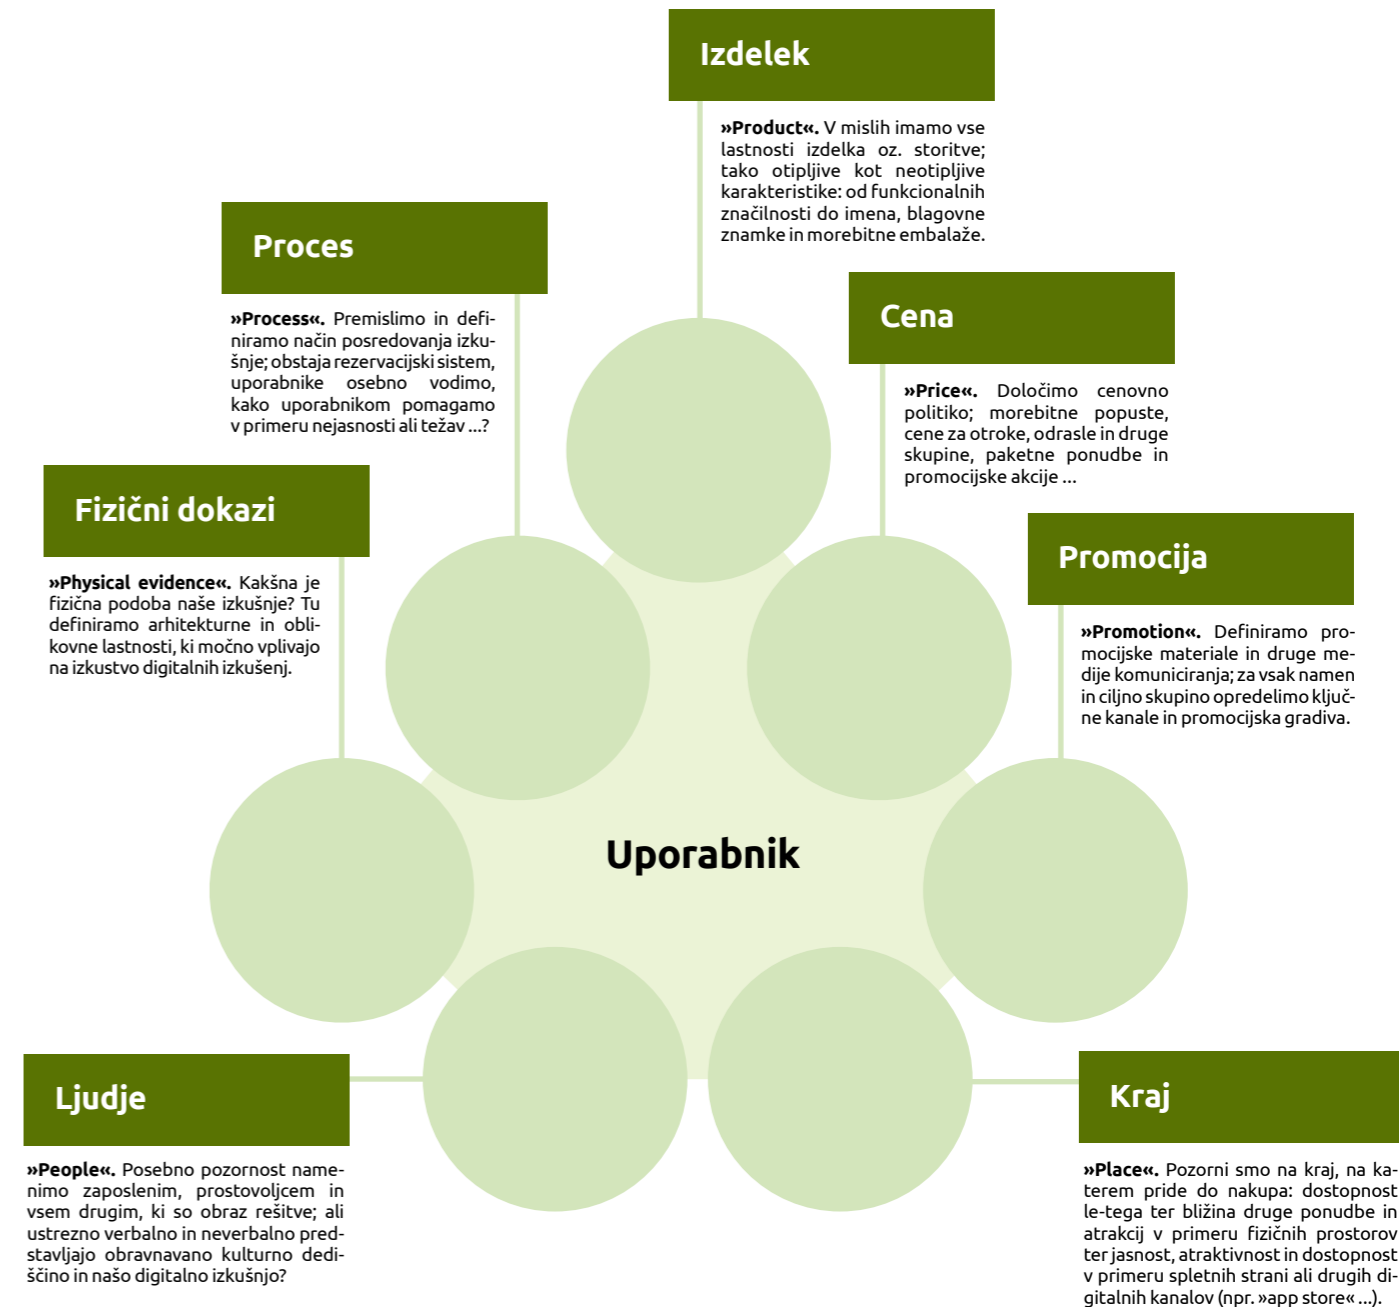 Izdelek
»Product«. V mislih imamo vse
lastnosti izdelka oz. storitve;
tako otipljive kot neotipljive
karakteristike: od funkcionalnih
značilnosti do imena, blagovne
znamke in morebitne embalaže.
Proces
»Process«. Premislimo in defi-
niramo način posredovanja izku-
šnje; obstaja rezervacijski sistem,
uporabnike osebno vodimo,
kako uporabnikom pomagamo
v primeru nejasnosti ali težav ...?
Cena
»Price«. Določimo cenovno
politiko; morebitne popuste,
cene za otroke, odrasle in druge
skupine, paketne ponudbe in
promocijske akcije ...
Fizični dokazi
»Physical evidence«. Kakšna je
fizična podoba naše izkušnje? Tu
definiramo arhitekturne in obli-
kovne lastnosti, ki močno vplivajo
na izkustvo digitalnih izkušenj.
Promocija
»Promotion«. Definiramo pro-
mocijske materiale in druge me-
dije komuniciranja; za vsak namen
in ciljno skupino opredelimo ključ-
ne kanale in promocijska gradiva.
Uporabnik
Ljudje
»People«. Posebno pozornost name-
nimo zaposlenim, prostovoljcem in
vsem drugim, ki so obraz rešitve; ali
ustrezno verbalno in neverbalno pred-
stavljajo obravnavano kulturno dedi-
ščino in našo digitalno izkušnjo?
Kraj
»Place«. Pozorni smo na kraj, na ka-
terem pride do nakupa: dostopnost
le-tega ter bližina druge ponudbe in
atrakcij v primeru fizičnih prostorov
ter jasnost, atraktivnost in dostopnost
v primeru spletnih strani ali drugih di-
gitalnih kanalov (npr. »app store« ...).